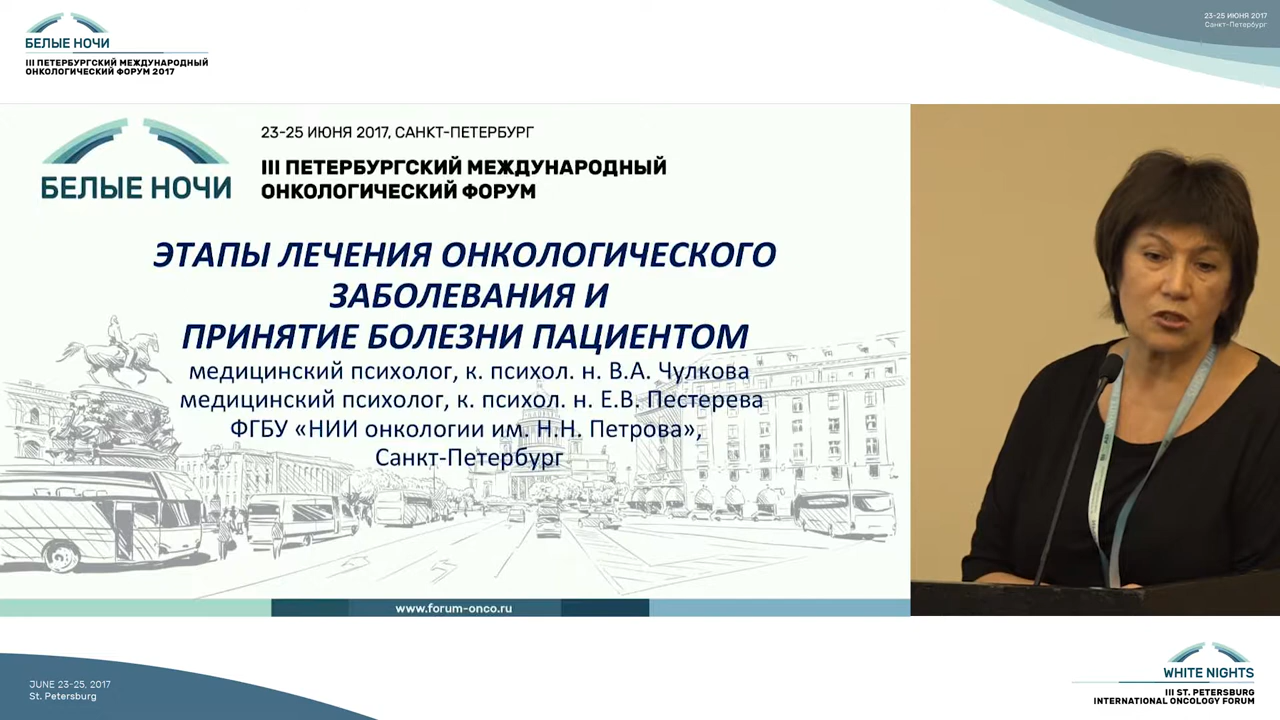 БЕЛЫЕ НОЧИ
III ПЕТЕРБУРГСКИЙ МЕЖДУНАРОДНЫЙ
ОНКОЛОГИЧЕСКИЙ ФОРУМ 2017
23-25 ИЮНЯ 2017
Санкт-Петербург
БЕЛЫЕ НОЧИ
23-25 ИЮНЯ 2017, САНКТ-ПЕТЕРБУРГ
III ПЕТЕРБУРГСКИЙ МЕЖДУНАРОДНЫЙ
ОНКОЛОГИЧЕСКИЙ ФОРУМ
ЭТАПЫ ЛЕЧЕНИЯ ОНКОЛОГИЧЕСКОГО
ЗАБОЛЕВАНИЯ И
ПРИНЯТИЕ БОЛЕЗНИ ПАЦИЕНТОМ
медицинский психолог, к. психол. н. В.А. Чулкова
медицинский психолог, к. психол. н. Е.В. Пестерева
ФГБУ «НИИ онкологии им. Н.Н. Петрова»,
Санкт-Петербург
www.forum-onco.ru
JUNE 23-25, 2017
St. Petersburg
WHITE NIGHTS
III ST. PETERSBURG
INTERNATIONAL ONCOLOGY FORUM